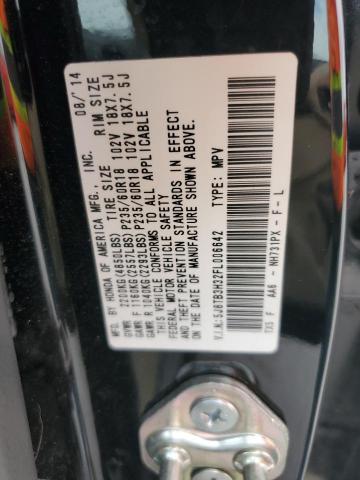 MFD. BY HONDA OF AMERICA MFG., INC. 08/'14
GVWR 2200KG(4850LBS) TIRE SIZE RIM SIZE
GAWR F 1160KG(2557LBS) P235/60R18 102V 18X7.5J
GAWR R 1040KG(2293LBS) P235/60R18 102V 18X7.5J
THIS VEHICLE CONFORMS TO ALL APPLICABLE
FEDERAL MOTOR VEHICLE SAFETY AND
THEFT PREVENTION STANDARDS IN EFFECT
ON THE DATE OF MANUFACTURE SHOWN ABOVE.
V.I.N.:5J8TB3H32FL006642 TYPE: MPV
TX5 F AA6 - NH731PX - F - L